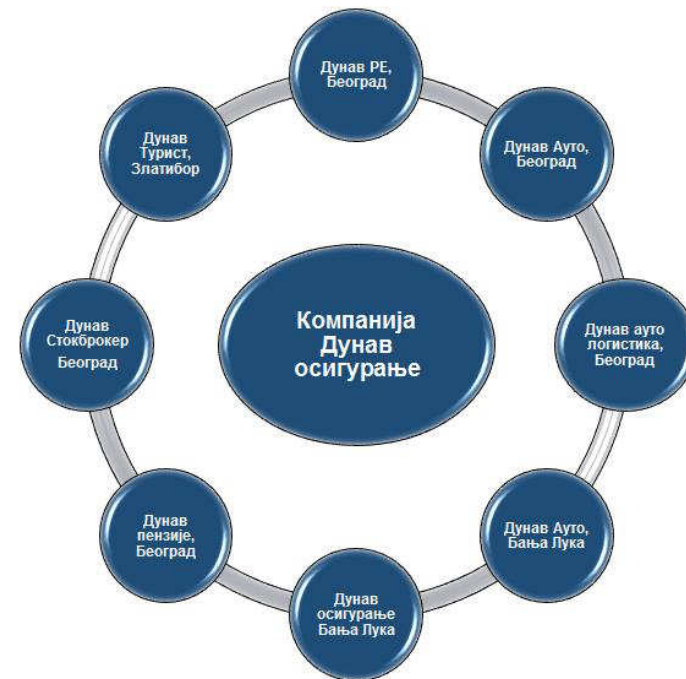 Дунав РЕ,
Београд
Дунав Ауто,
Београд
Дунав ауто
логистика,
Београд
Дунав Ауто,
Бања Лука
Дунав
осигурање
Бања Лука
Дунав
пензије,
Београд
Дунав
Стокброкер
Београд
Дунав
Турист,
Златибор
Компанија
Дунав
осигурање